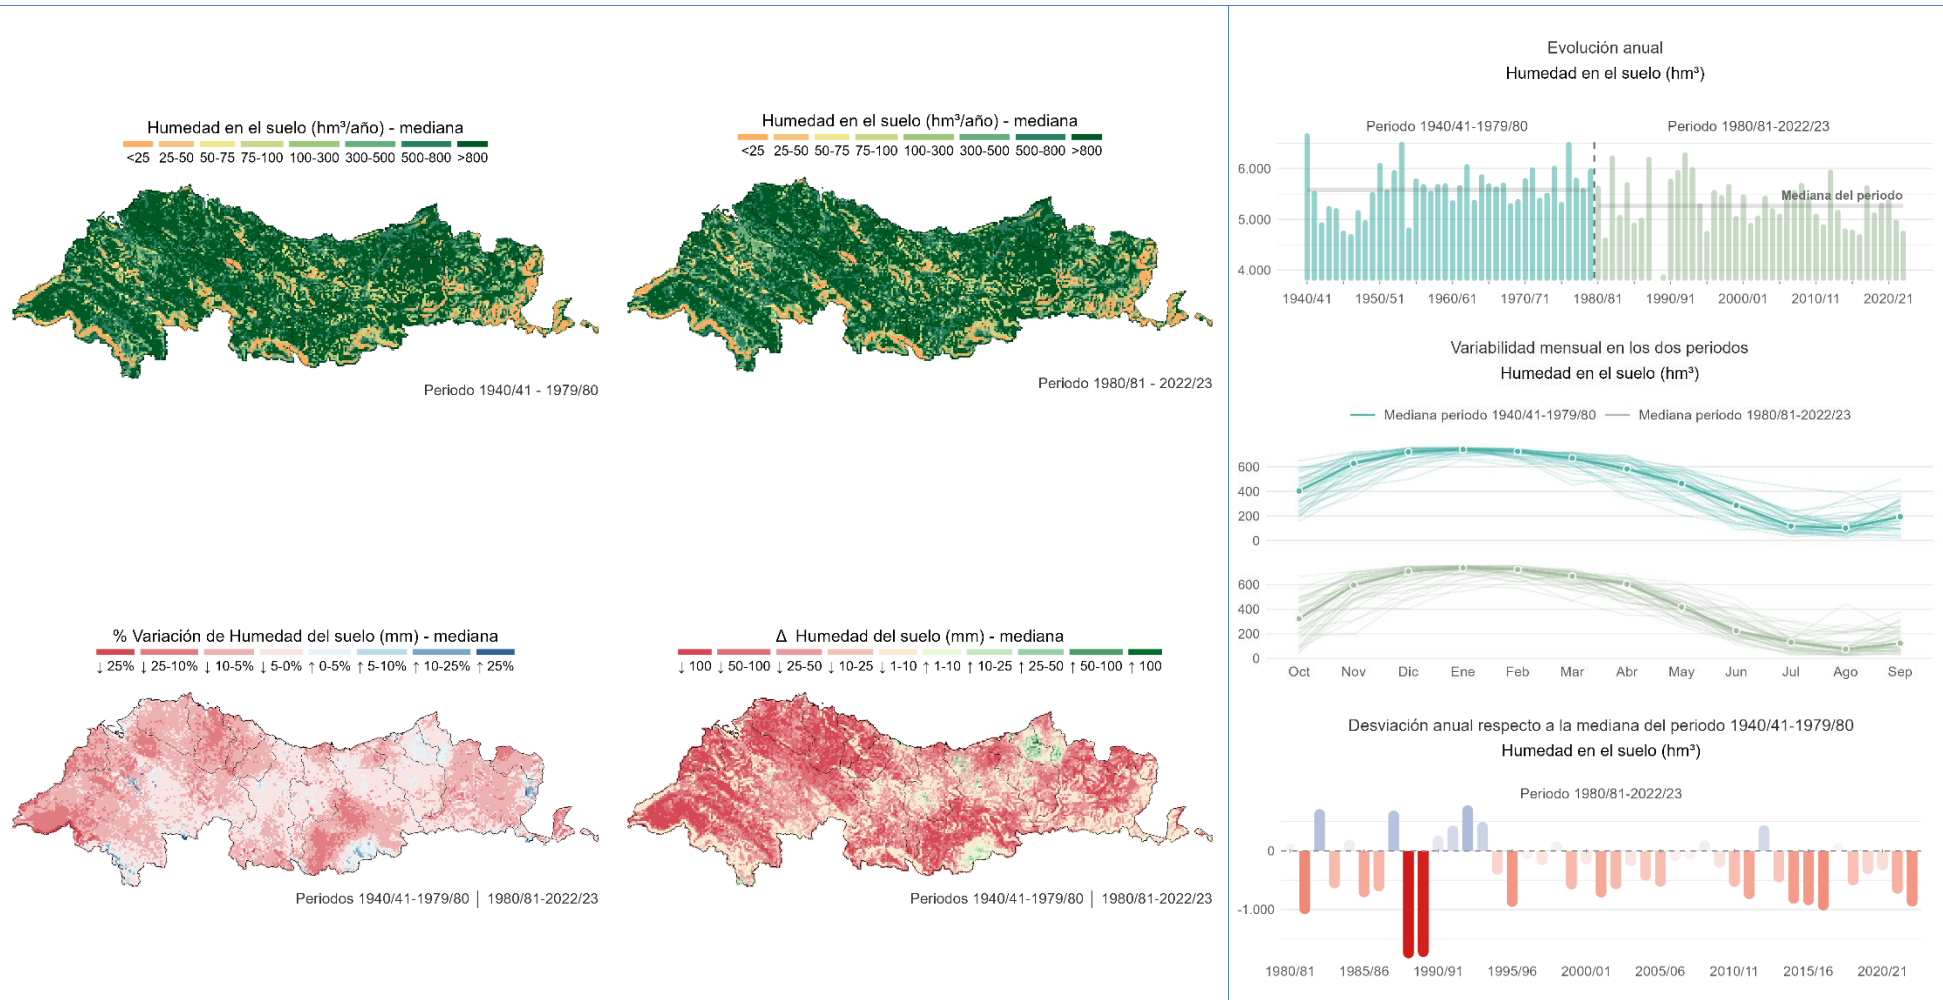 Humedad en el suelo (hm³/año) - mediana
<25 25-50 50-75 75-100 100-300 300-500 500-800 >800
Periodo 1940/41 - 1979/80
Humedad en el suelo (hm³/año) - mediana
<25 25-50 50-75 75-100 100-300 300-500 500-800 >800
Periodo 1980/81 - 2022/23
% Variación de Humedad del suelo (mm) - mediana
↓ 25% ↓ 25-10% ↓ 10-5% ↓ 5-0% ↑ 0-5% ↑ 5-10% ↑ 10-25% ↑ 25%
Periodos 1940/41-1979/80 | 1980/81-2022/23
Δ Humedad del suelo (mm) - mediana
↓ 100 ↓ 50-100 ↓ 25-50 ↓ 10-25 ↓ 1-10 ↑ 1-10 ↑ 10-25 ↑ 25-50 ↑ 50-100 ↑ 100
Periodos 1940/41-1979/80 | 1980/81-2022/23
Evolución anual
Humedad en el suelo (hm³)
Periodo 1940/41-1979/80 Periodo 1980/81-2022/23
6.000
Mediana del periodo
5.000
4.000
1940/41 1950/51 1960/61 1970/71 1980/81 1990/91 2000/01 2010/11 2020/21
Variabilidad mensual en los dos periodos
Humedad en el suelo (hm³)
Mediana periodo 1940/41-1979/80 Mediana periodo 1980/81-2022/23
600
400
200
0
600
400
200
0
Oct Nov Dic Ene Feb Mar Abr May Jun Jul Ago Sep
Desviación anual respecto a la mediana del periodo 1940/41-1979/80
Humedad en el suelo (hm³)
Periodo 1980/81-2022/23
0
-1.000
1980/81 1985/86 1990/91 1995/96 2000/01 2005/06 2010/11 2015/16 2020/21